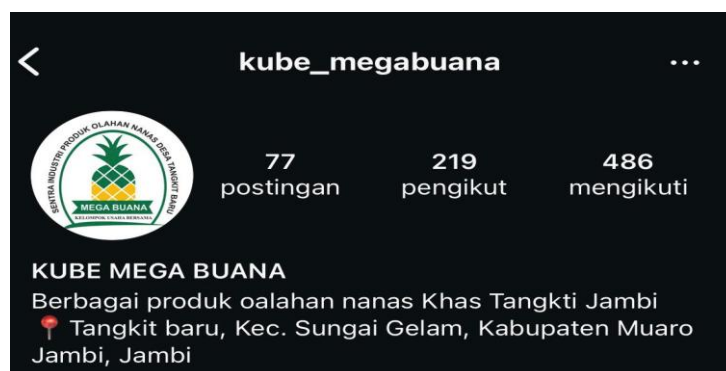 kube_megabuana
SENTRA INDUSTRI PRODUK OLAHAN NANAS DESA TANGKIT BARU
MEGA BUANA
KELOMPOK USAHA BERSAMA
77 219 486
postingan pengikut mengikuti
KUBE MEGA BUANA
Berbagai produk oalahan nanas Khas Tangkti Jambi
📍 Tangkit baru, Kec. Sungai Gelam, Kabupaten Muaro
Jambi, Jambi